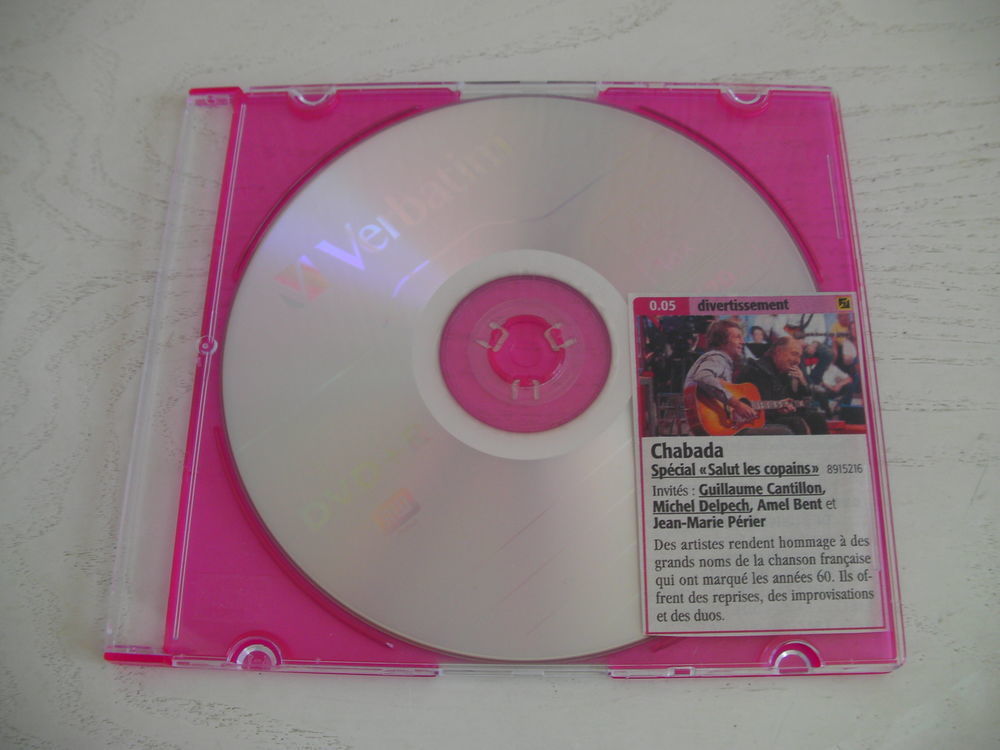 Verbatim
DVD+R
0.05 divertissement
Chabada
Spécial «Salut les copains» 8915216
Invités : Guillaume Cantillon,
Michel Delpech, Amel Bent et
Jean-Marie Périer
Des artistes rendent hommage à des
grands noms de la chanson française
qui ont marqué les années 60. Ils of-
frent des reprises, des improvisations
et des duos.